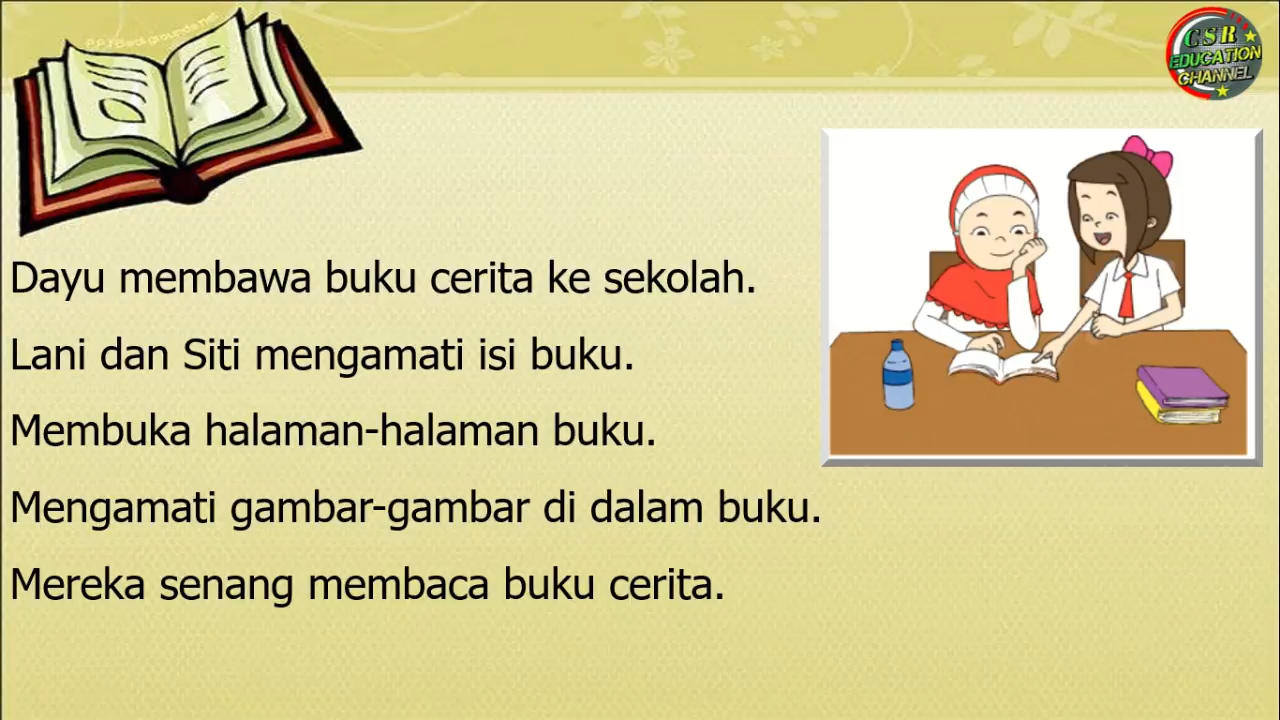 CSR
EDUCATION
CHANNEL
Dayu membawa buku cerita ke sekolah.
Lani dan Siti mengamati isi buku.
Membuka halaman-halaman buku.
Mengamati gambar-gambar di dalam buku.
Mereka senang membaca buku cerita.